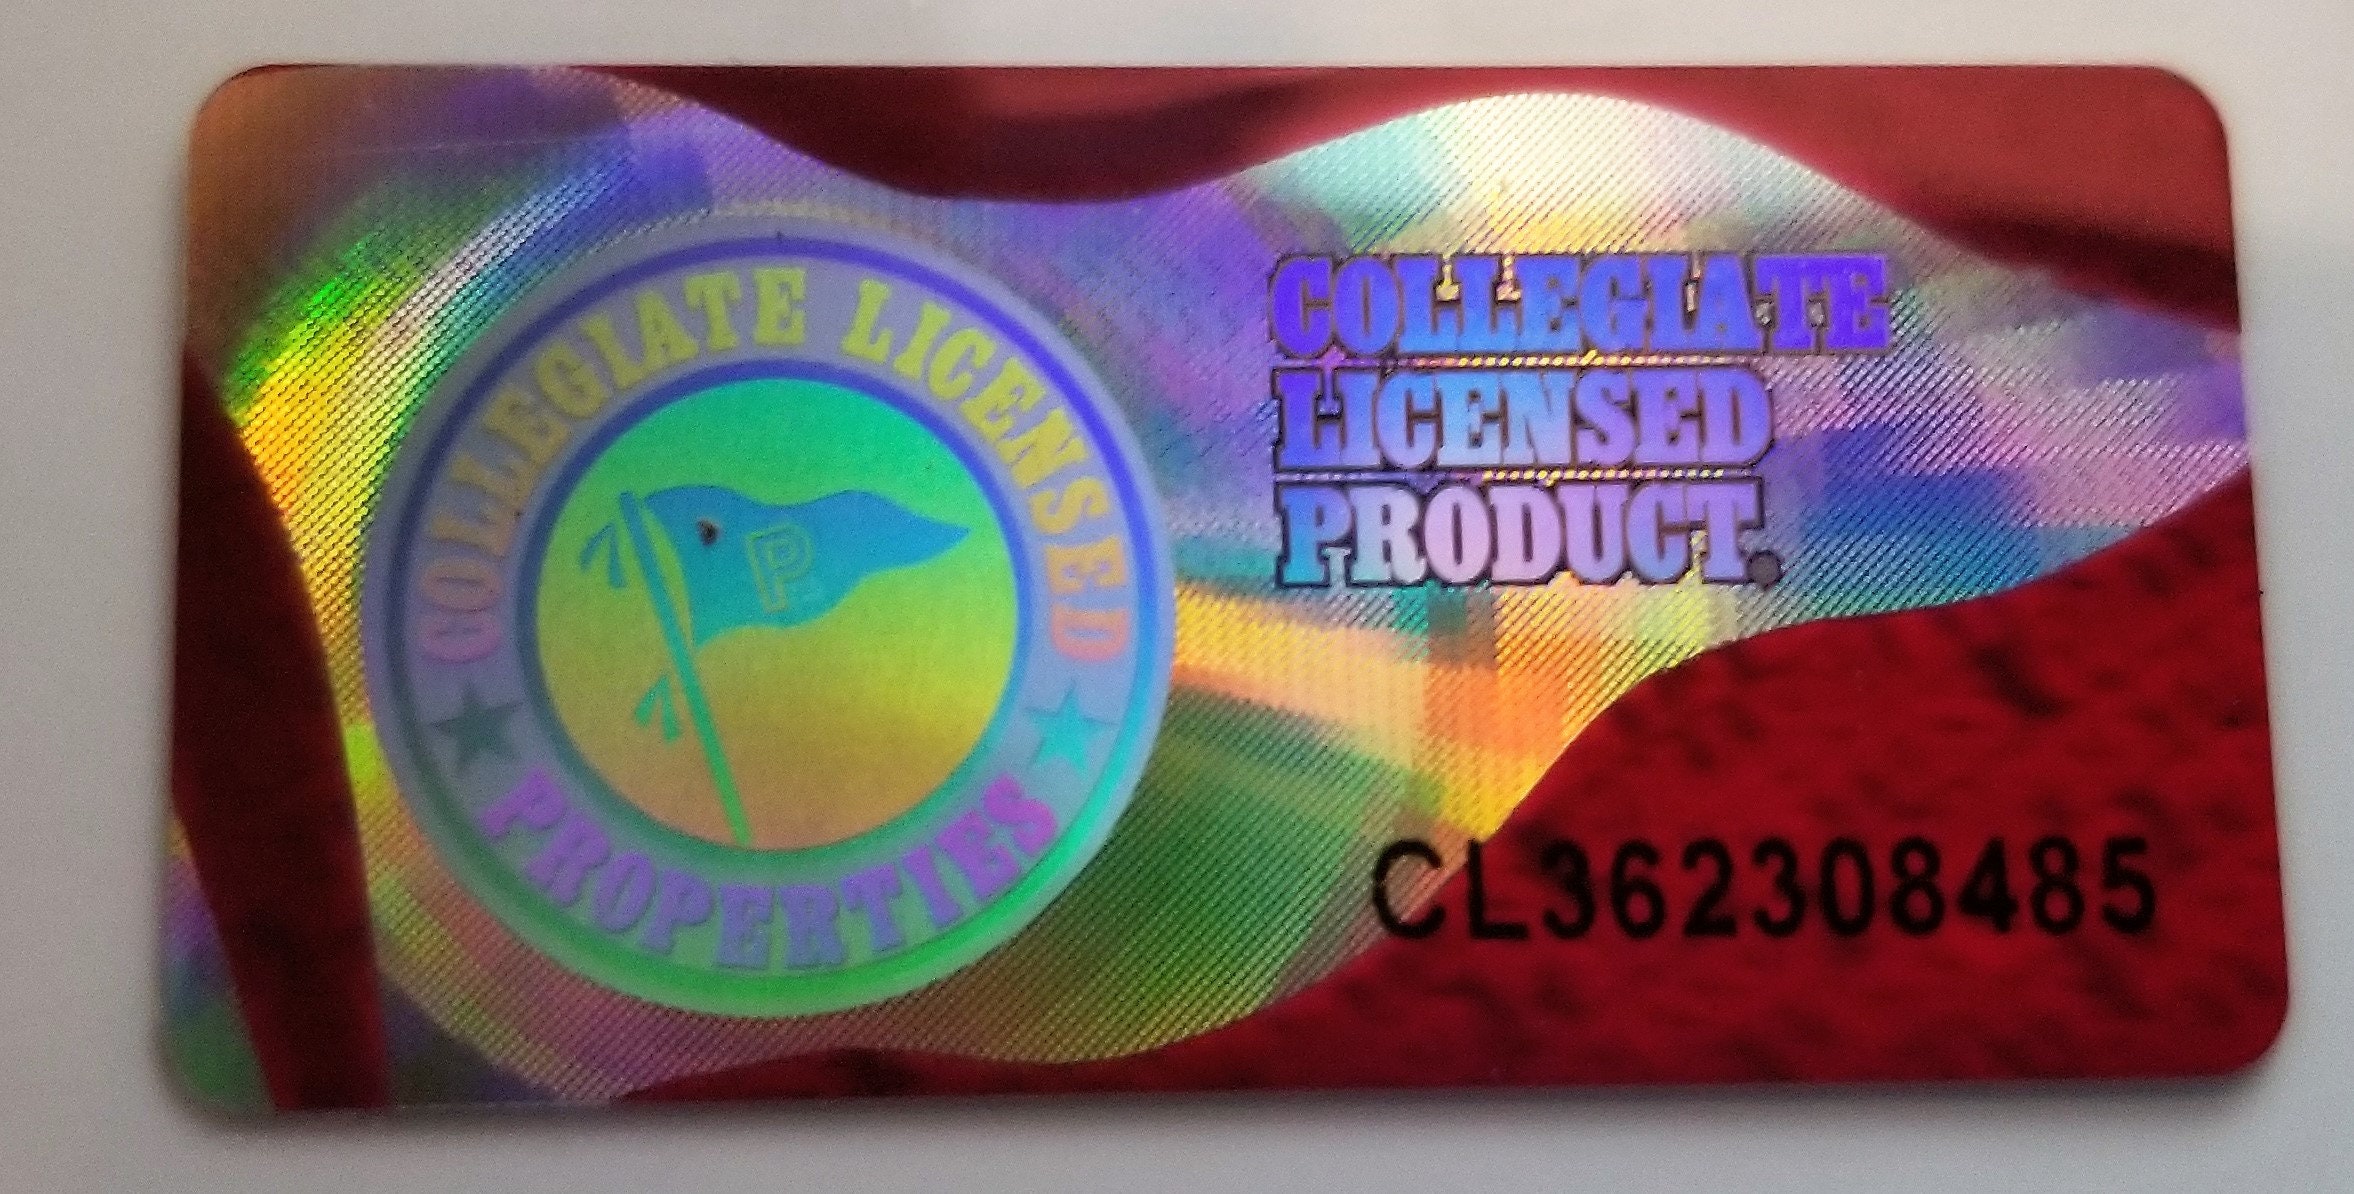 COLLEGIATE LICENSED
PROPERTIES
P
COLLEGIATE
LICENSED
PRODUCT.
CL362308485